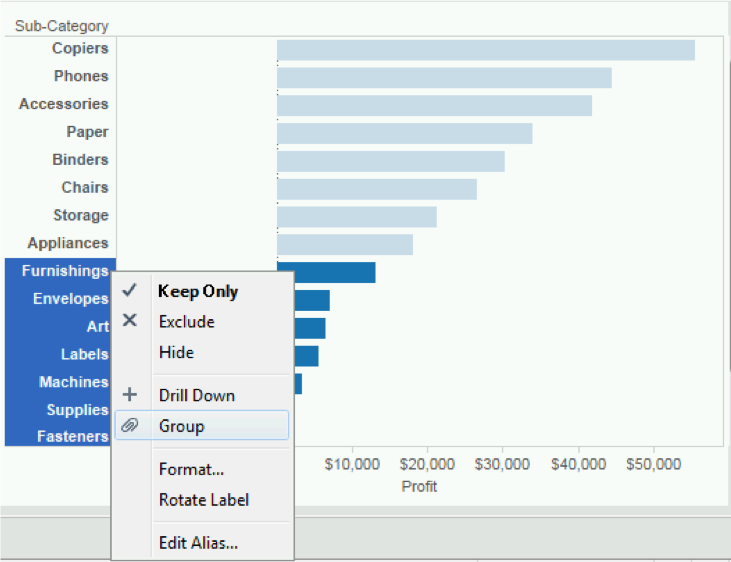 Sub-Category
Copiers
Phones
Accessories
Paper
Binders
Chairs
Storage
Appliances
Furnishings
Envelopes
Art
Labels
Machines
Supplies
Fasteners
Keep Only
Exclude
Hide
Drill Down
Group
Format...
Rotate Label
Edit Alias...
$10,000 $20,000 $30,000 $40,000 $50,000
Profit